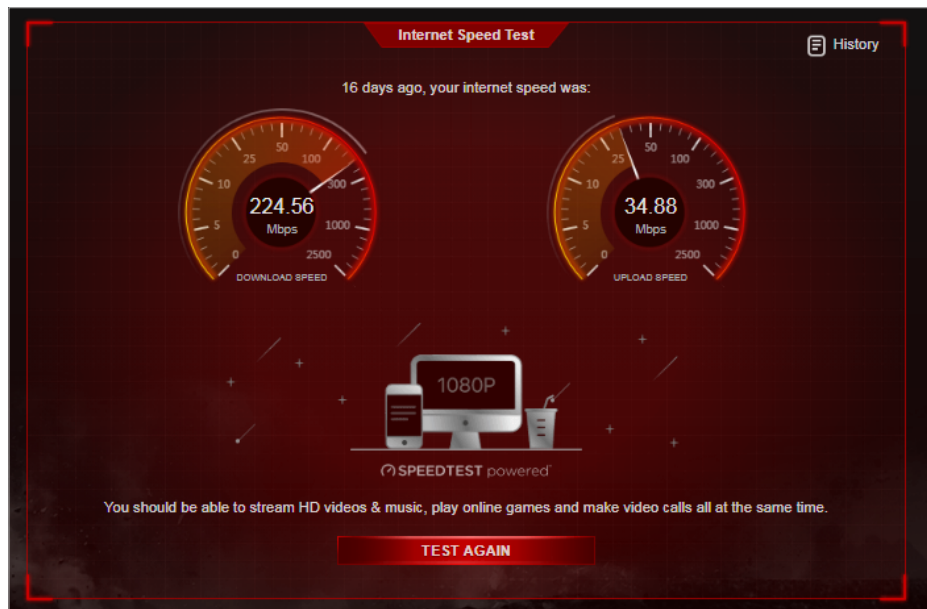 Internet Speed Test
History
16 days ago, your internet speed was:
0
5
10
25
50
100
300
1000
2500
224.56
Mbps
DOWNLOAD SPEED
0
5
10
25
50
100
300
1000
2500
34.88
Mbps
UPLOAD SPEED
1080P
SPEEDTEST powered
You should be able to stream HD videos & music, play online games and make video calls all at the same time.
TEST AGAIN